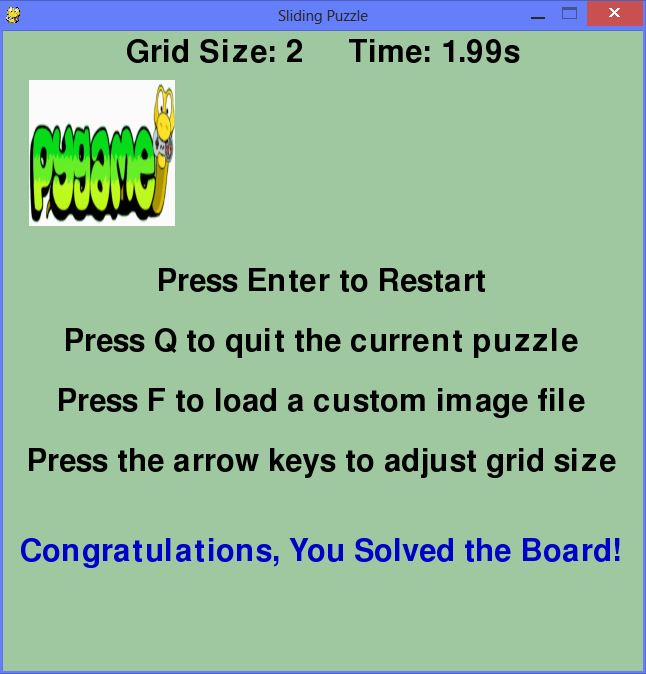 Sliding Puzzle
Grid Size: 2 Time: 1.99s
pygame
Press Enter to Restart
Press Q to quit the current puzzle
Press F to load a custom image file
Press the arrow keys to adjust grid size
Congratulations, You Solved the Board!